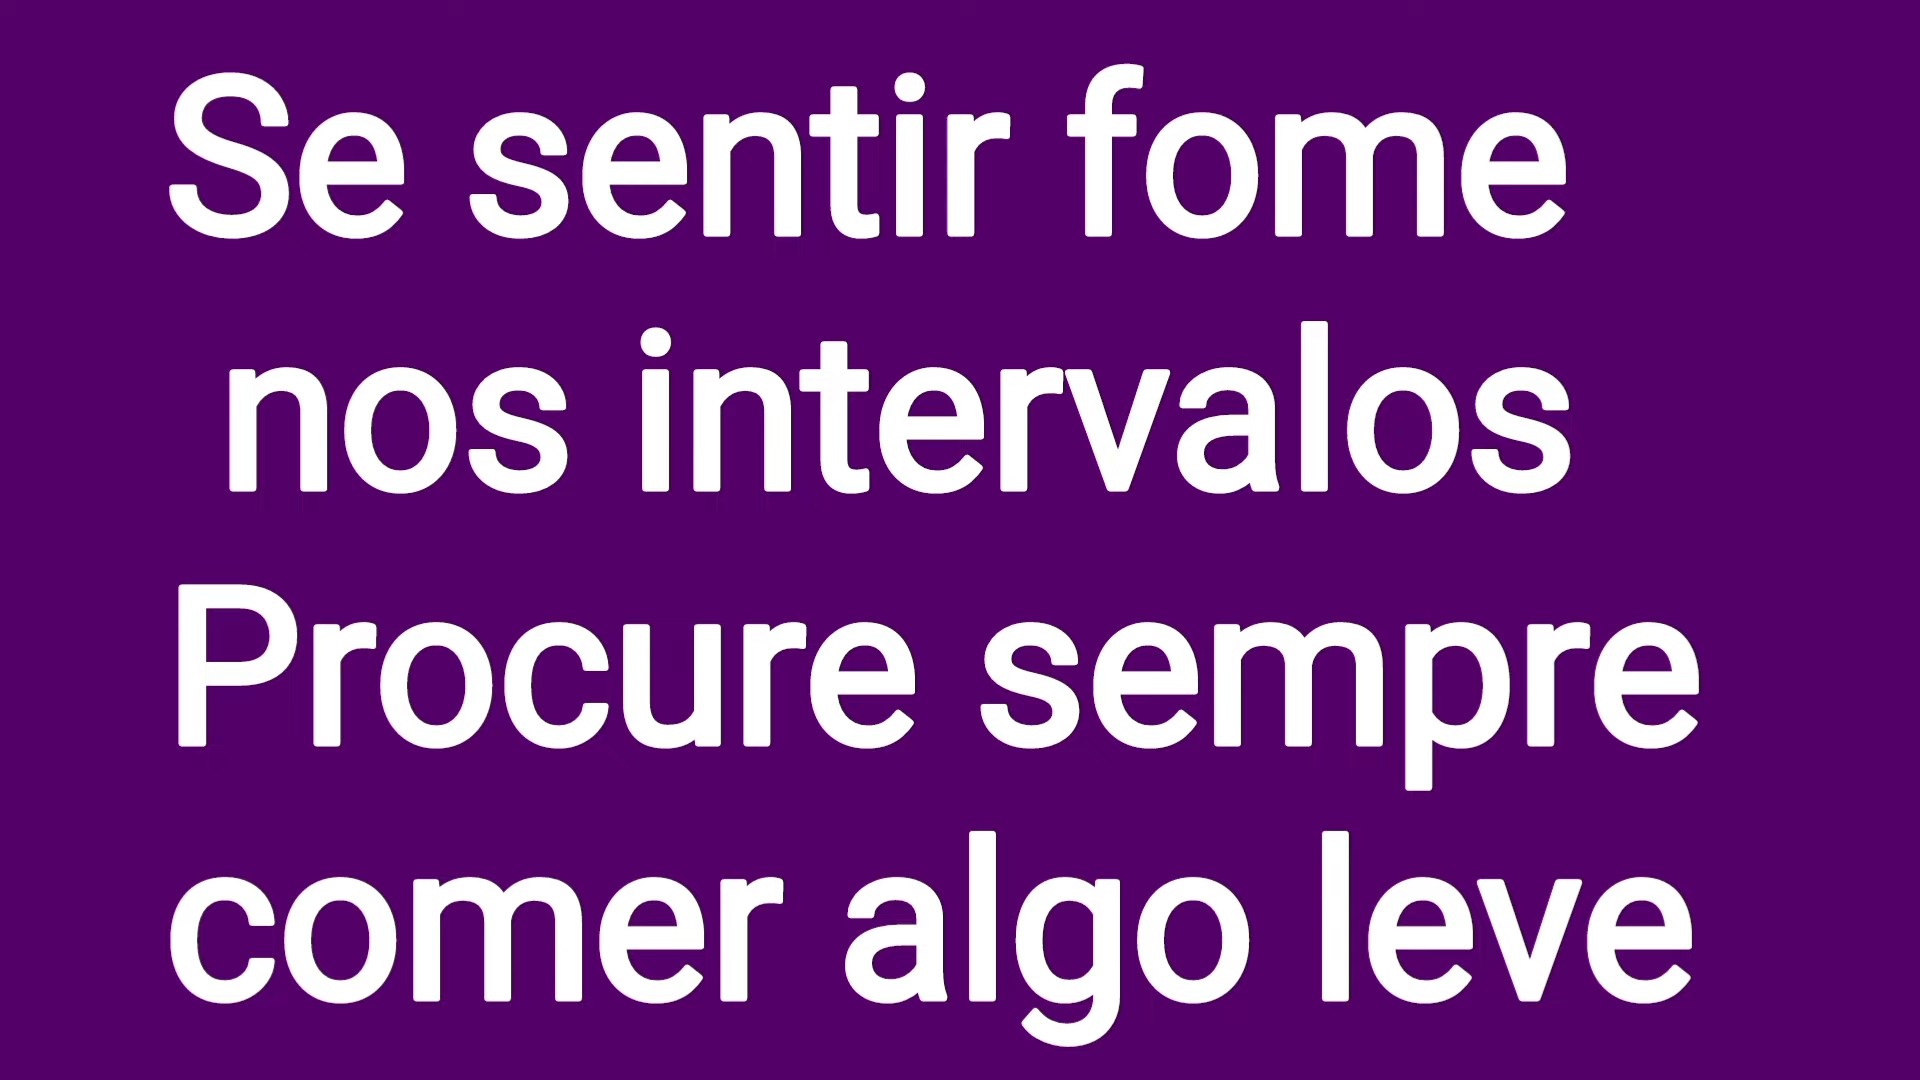 Se sentir fome
nos intervalos
Procure sempre
comer algo leve